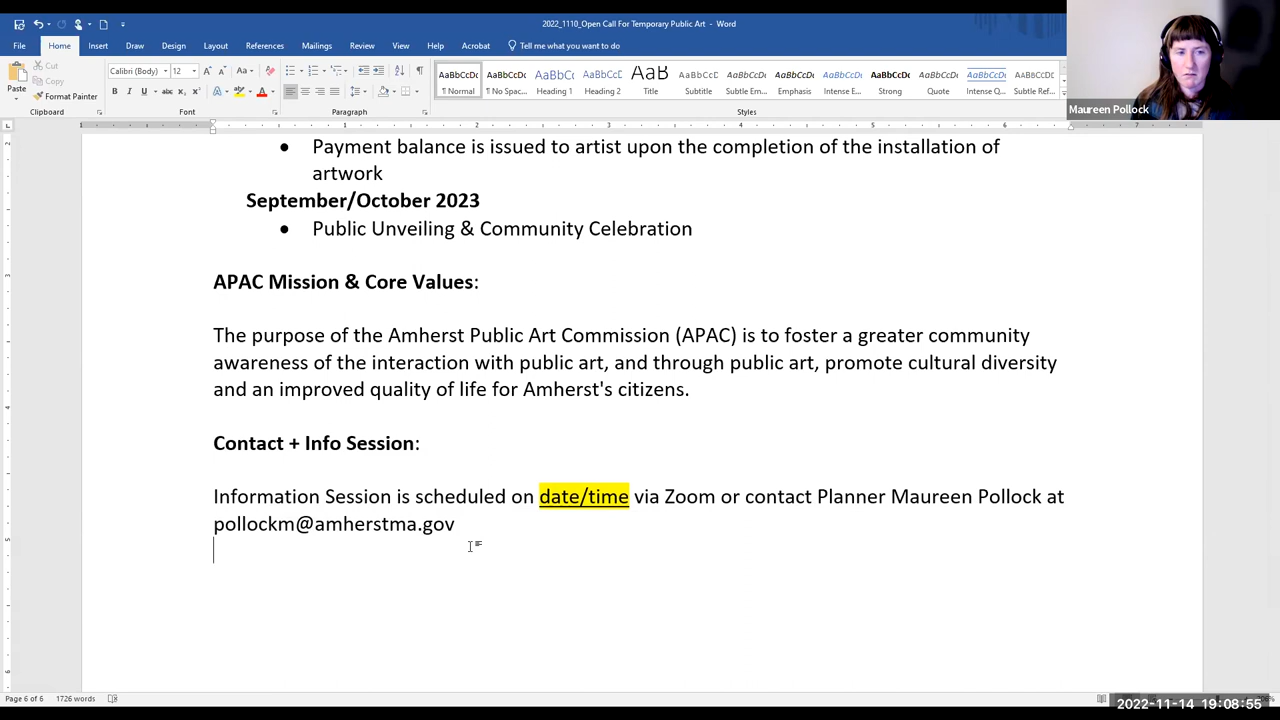 2022_1110_Open Call For Temporary Public Art - Word
File Home Insert Draw Design Layout References Mailings Review View Help Acrobat Tell me what you want to do
Paste Cut Copy Format Painter
Calibri (Body) 12
AaBbCcDc AaBbCcDc AaBbCc AaBbCcD AaB AaBbCcD AaBbCcDc AaBbCcDc AaBbCcDc AaBbCcDc AaBbCcDc AaBbCcDc AaBbCcDc
¶ Normal ¶ No Spac... Heading 1 Heading 2 Title Subtitle Subtle Em... Emphasis Intense E... Strong Quote Intense Q... Subtle Ref...
Clipboard Font Paragraph Styles
Maureen Pollock
• Payment balance is issued to artist upon the completion of the installation of
artwork
September/October 2023
• Public Unveiling & Community Celebration
APAC Mission & Core Values:
The purpose of the Amherst Public Art Commission (APAC) is to foster a greater community
awareness of the interaction with public art, and through public art, promote cultural diversity
and an improved quality of life for Amherst's citizens.
Contact + Info Session:
Information Session is scheduled on date/time via Zoom or contact Planner Maureen Pollock at
pollockm@amherstma.gov
Page 6 of 6 1726 words
2022-11-14 19:08:55